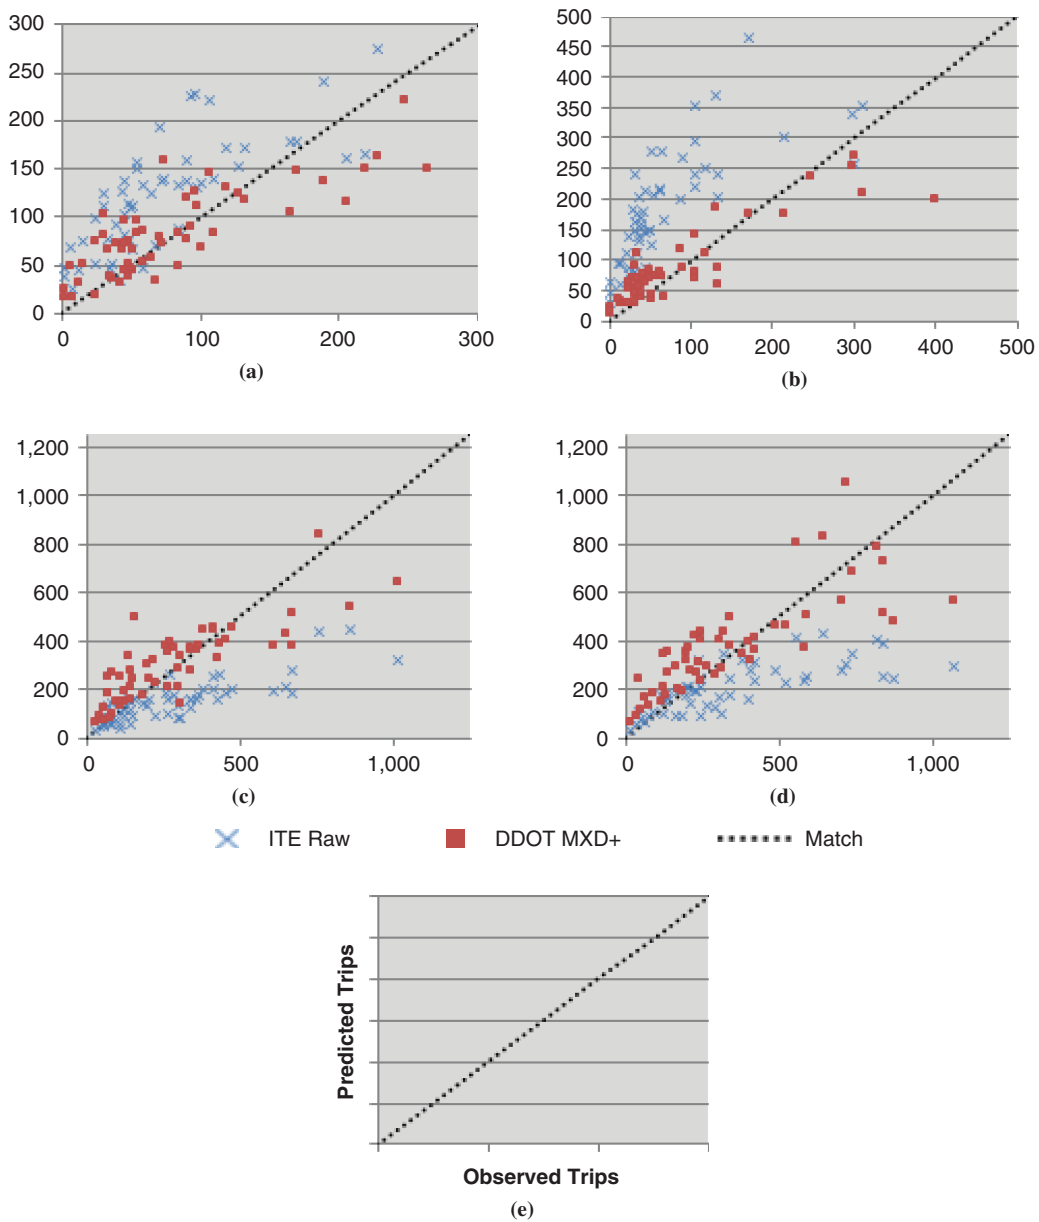 300
250
200
150
100
50
0
0 100 200 300
(a)
500
450
400
350
300
250
200
150
100
50
0
0 100 200 300 400 500
(b)
1,200
1,000
800
600
400
200
0
0 500 1,000
(c)
1,200
1,000
800
600
400
200
0
0 500 1,000
(d)
ITE Raw DDOT MXD+ Match
Predicted Trips
Observed Trips
(e)